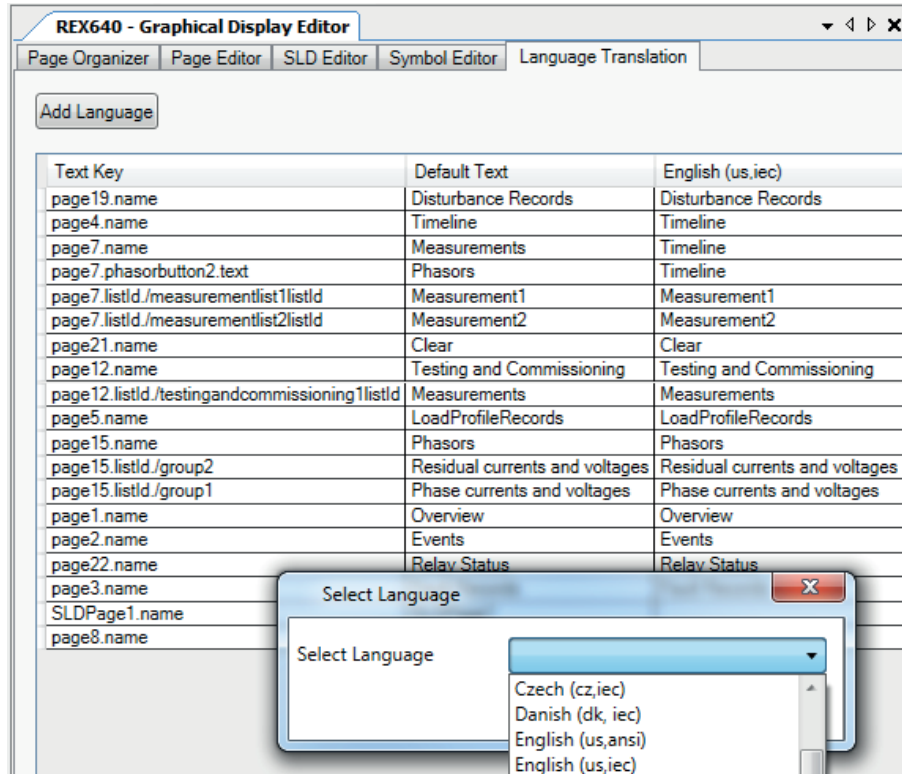 REX640 - Graphical Display Editor
Page Organizer Page Editor SLD Editor Symbol Editor Language Translation
Add Language
Text Key Default Text English (us,iec)
page19.name Disturbance Records Disturbance Records
page4.name Timeline Timeline
page7.name Measurements Timeline
page7.phasorbutton2.text Phasors Timeline
page7.listId./measurementlist1listId Measurement1 Measurement1
page7.listId./measurementlist2listId Measurement2 Measurement2
page21.name Clear Clear
page12.name Testing and Commissioning Testing and Commissioning
page12.listId./testingandcommissioning1listId Measurements Measurements
page5.name LoadProfileRecords LoadProfileRecords
page15.name Phasors Phasors
page15.listId./group2 Residual currents and voltages Residual currents and voltages
page15.listId./group1 Phase currents and voltages Phase currents and voltages
page1.name Overview Overview
page2.name Events Events
page22.name Relay Status Relay Status
page3.name
SLDPage1.name
page8.name
Select Language
Select Language
Czech (cz,iec)
Danish (dk, iec)
English (us,ansi)
English (us,iec)